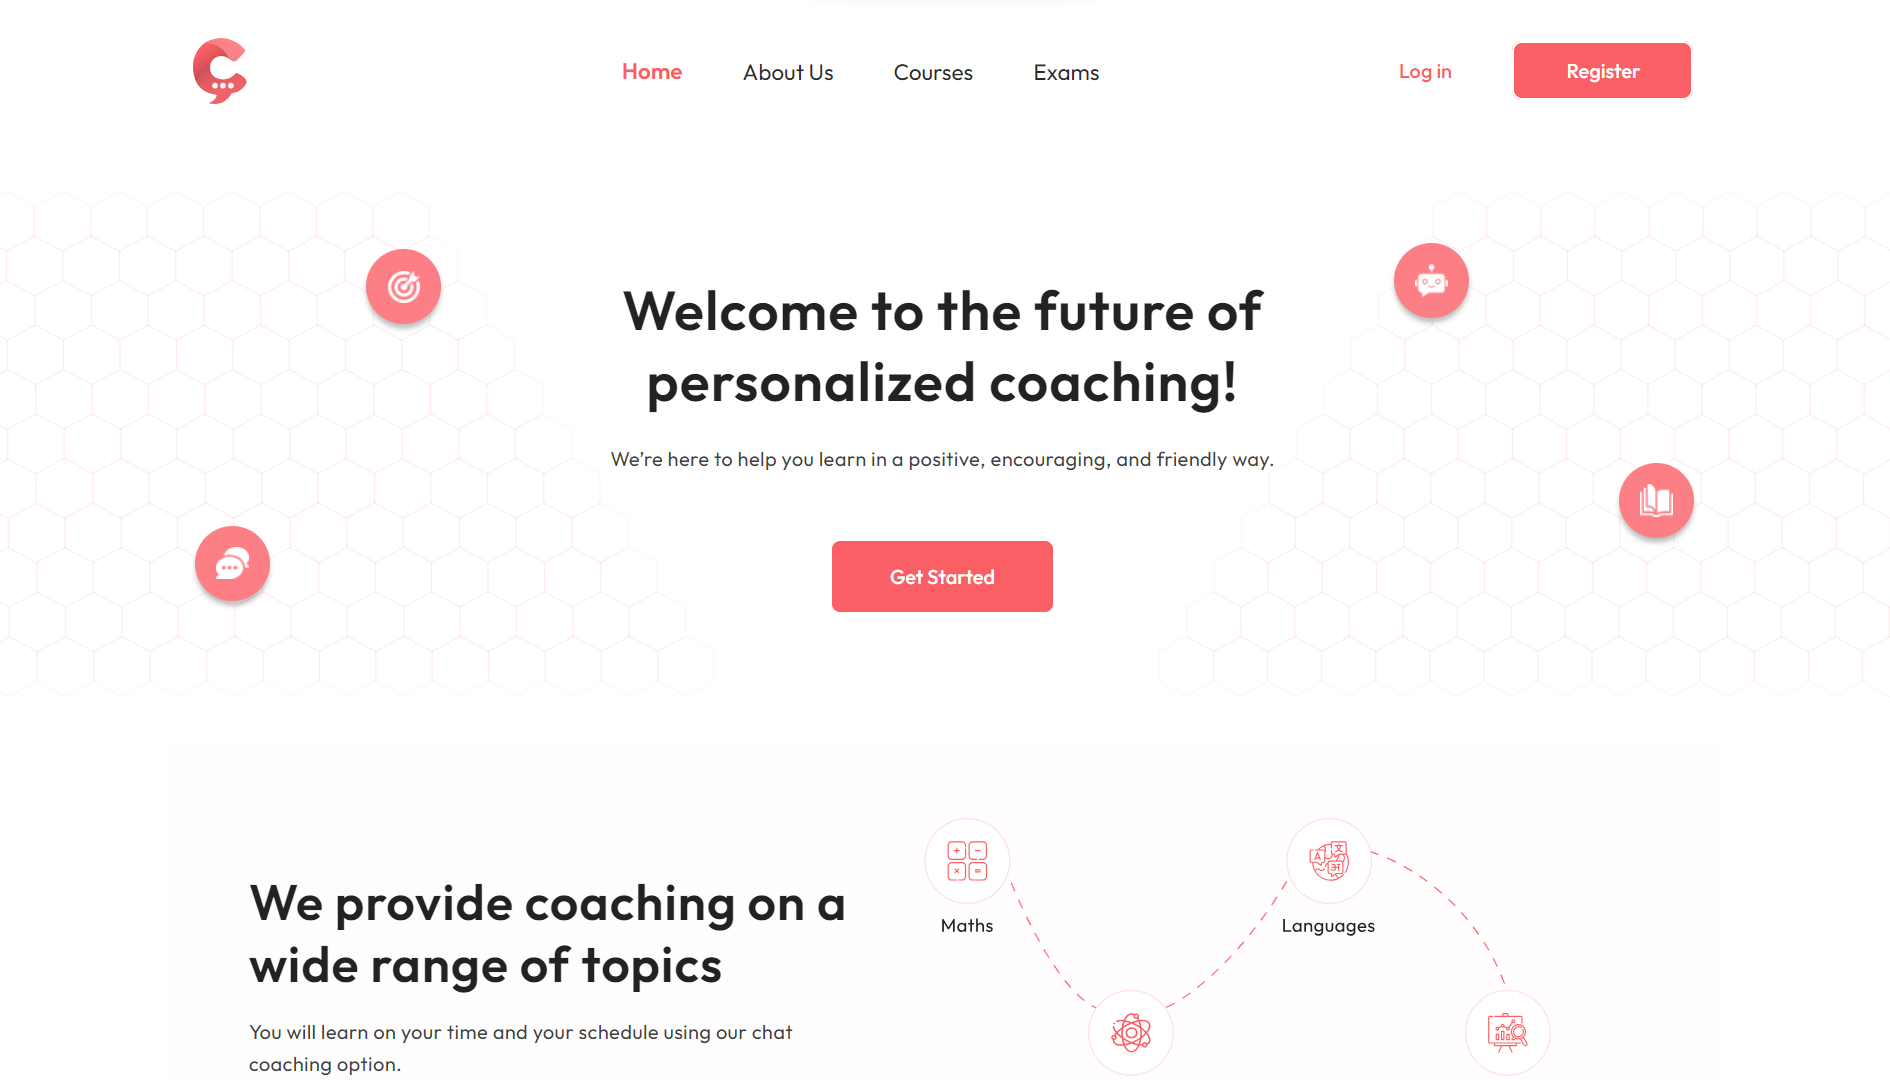 Home
About Us
Courses
Exams
Log in
Register
Welcome to the future of
personalized coaching!
We’re here to help you learn in a positive, encouraging, and friendly way.
Get Started
We provide coaching on a
wide range of topics
You will learn on your time and your schedule using our chat
coaching option.
Maths
Languages